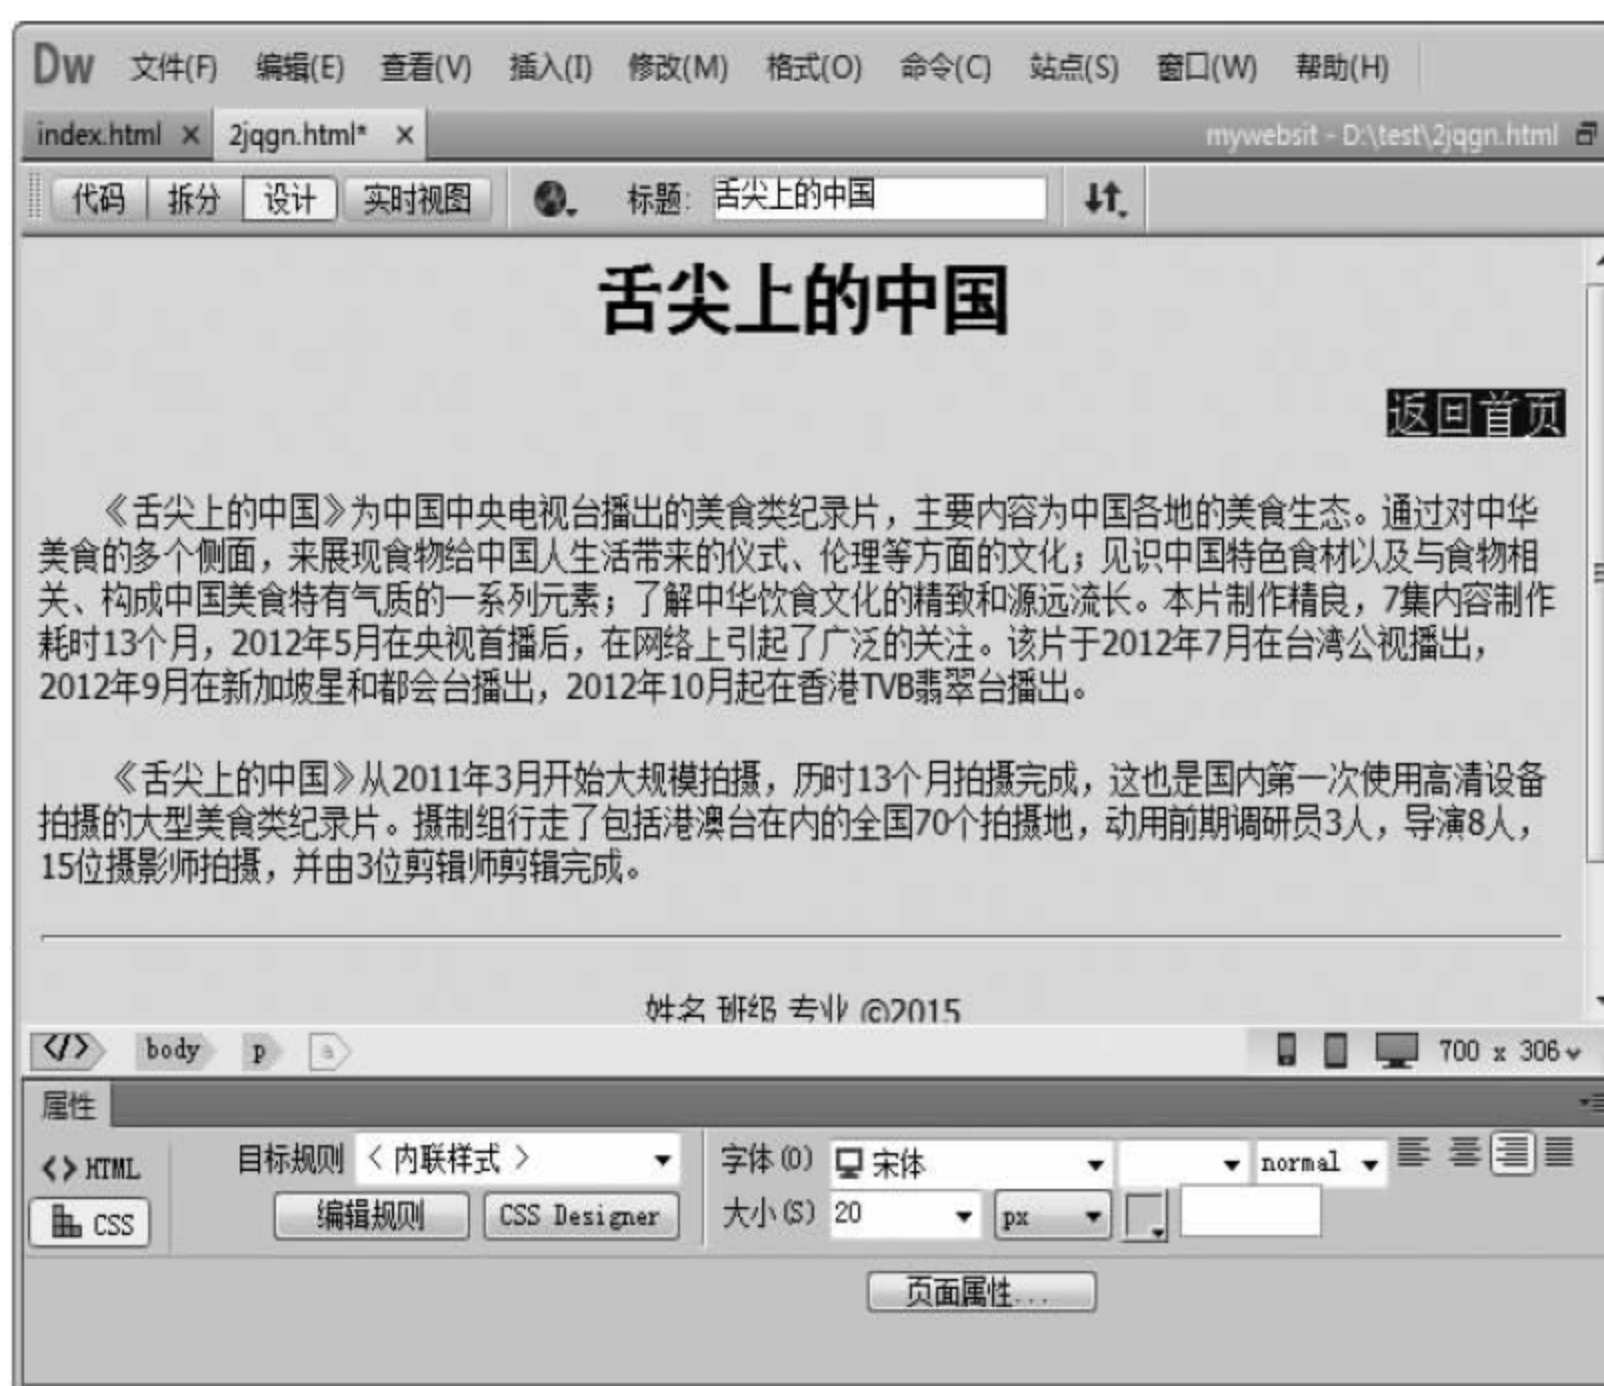 Dw 文件(F) 编辑(E) 查看(V) 插入(I) 修改(M) 格式(O) 命令(C) 站点(S) 窗口(W) 帮助(H)
index.html × 2jqgn.html* × mywebsit - D:\test\2jqgn.html
代码 拆分 设计 实时视图 标题: 舌尖上的中国
舌尖上的中国
返回首页
《舌尖上的中国》为中国中央电视台播出的美食类纪录片，主要内容为中国各地的美食生态。通过对中华
美食的多个侧面，来展现食物给中国人生活带来的仪式、伦理等方面的文化；见识中国特色食材以及与食物相
关、构成中国美食特有气质的一系列元素；了解中华饮食文化的精致和源远流长。本片制作精良，7集内容制作
耗时13个月，2012年5月在央视首播后，在网络上引起了广泛的关注。该片于2012年7月在台湾公视播出，
2012年9月在新加坡星和都会台播出，2012年10月起在香港TVB翡翠台播出。
《舌尖上的中国》从2011年3月开始大规模拍摄，历时13个月拍摄完成，这也是国内第一次使用高清设备
拍摄的大型美食类纪录片。摄制组行走了包括港澳台在内的全国70个拍摄地，动用前期调研员3人，导演8人，
15位摄影师拍摄，并由3位剪辑师剪辑完成。
姓名 班级 专业 ©2015
</> body p a 700 x 306
属性
<> HTML 目标规则 < 内联样式 > 字体(O) 宋体 normal
CSS 编辑规则 CSS Designer 大小(S) 20 px
页面属性...